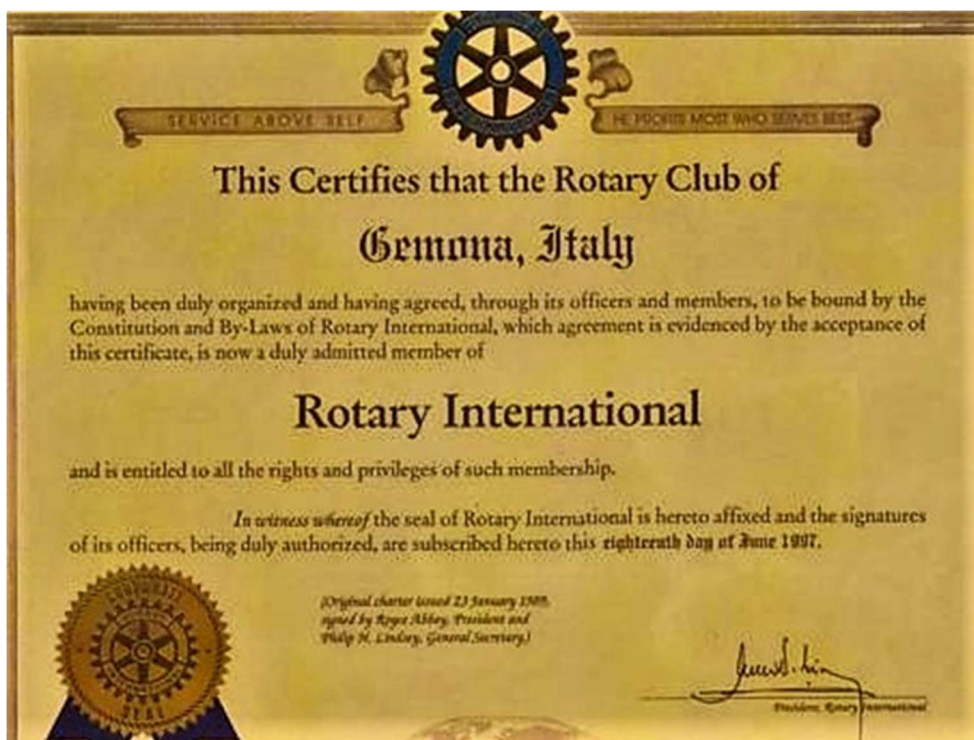 SERVICE ABOVE SELF
HE PROFITS MOST WHO SERVES BEST
This Certifies that the Rotary Club of
Gemona, Italy
having been duly organized and having agreed, through its officers and members, to be bound by the
Constitution and By-Laws of Rotary International, which agreement is evidenced by the acceptance of
this certificate, is now a duly admitted member of
Rotary International
and is entitled to all the rights and privileges of such membership.
In witness whereof the seal of Rotary International is hereto affixed and the signatures
of its officers, being duly authorized, are subscribed hereto this eighteenth day of June 1997.
(Original charter issued 23 January 1989,
signed by Royce Abbey, President and
Philip H. Lindsey, General Secretary.)
President, Rotary International
SEAL